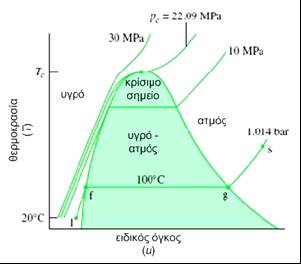 p_c = 22.09 MPa
30 MPa
10 MPa
T_c
κρίσιμο
σημείο
υγρό
ατμός
υγρό -
ατμός
1.014 bar
s
100°C
f
g
20°C
l
θερμοκρασία
(T)
ειδικός όγκος
(υ)